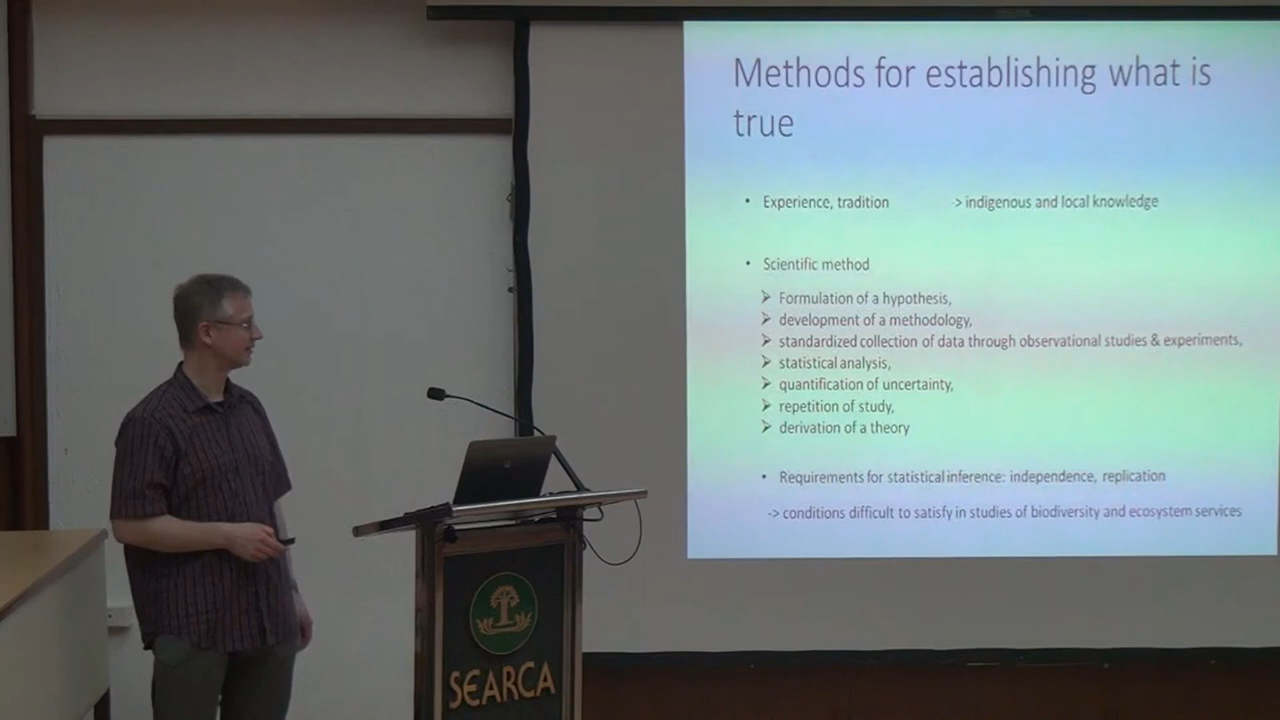 Methods for establishing what is
true
• Experience, tradition -> indigenous and local knowledge
• Scientific method
➢ Formulation of a hypothesis,
➢ development of a methodology,
➢ standardized collection of data through observational studies & experiments,
➢ statistical analysis,
➢ quantification of uncertainty,
➢ repetition of study,
➢ derivation of a theory
• Requirements for statistical inference: independence, replication
-> conditions difficult to satisfy in studies of biodiversity and ecosystem services
SEARCA